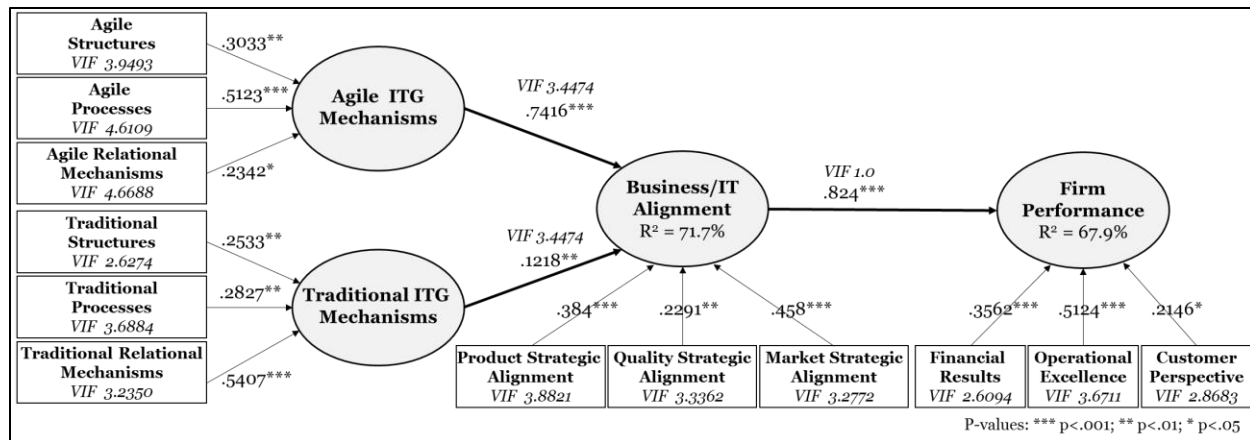 Agile
Structures
VIF 3.9493
.3033**
Agile
Processes
VIF 4.6109
.5123***
Agile Relational
Mechanisms
VIF 4.6688
.2342*
Agile ITG
Mechanisms
VIF 3.4474
.7416***
Traditional
Structures
VIF 2.6274
.2533**
Traditional
Processes
VIF 3.6884
.2827**
Traditional Relational
Mechanisms
VIF 3.2350
.5407***
Traditional ITG
Mechanisms
VIF 3.4474
.1218**
Business/IT
Alignment
R² = 71.7%
VIF 1.0
.824***
Firm
Performance
R² = 67.9%
.384***
.2291**
.458***
Product Strategic
Alignment
VIF 3.8821
Quality Strategic
Alignment
VIF 3.3362
Market Strategic
Alignment
VIF 3.2772
.3562***
.5124***
.2146*
Financial
Results
VIF 2.6094
Operational
Excellence
VIF 3.6711
Customer
Perspective
VIF 2.8683
P-values: *** p<.001; ** p<.01; * p<.05